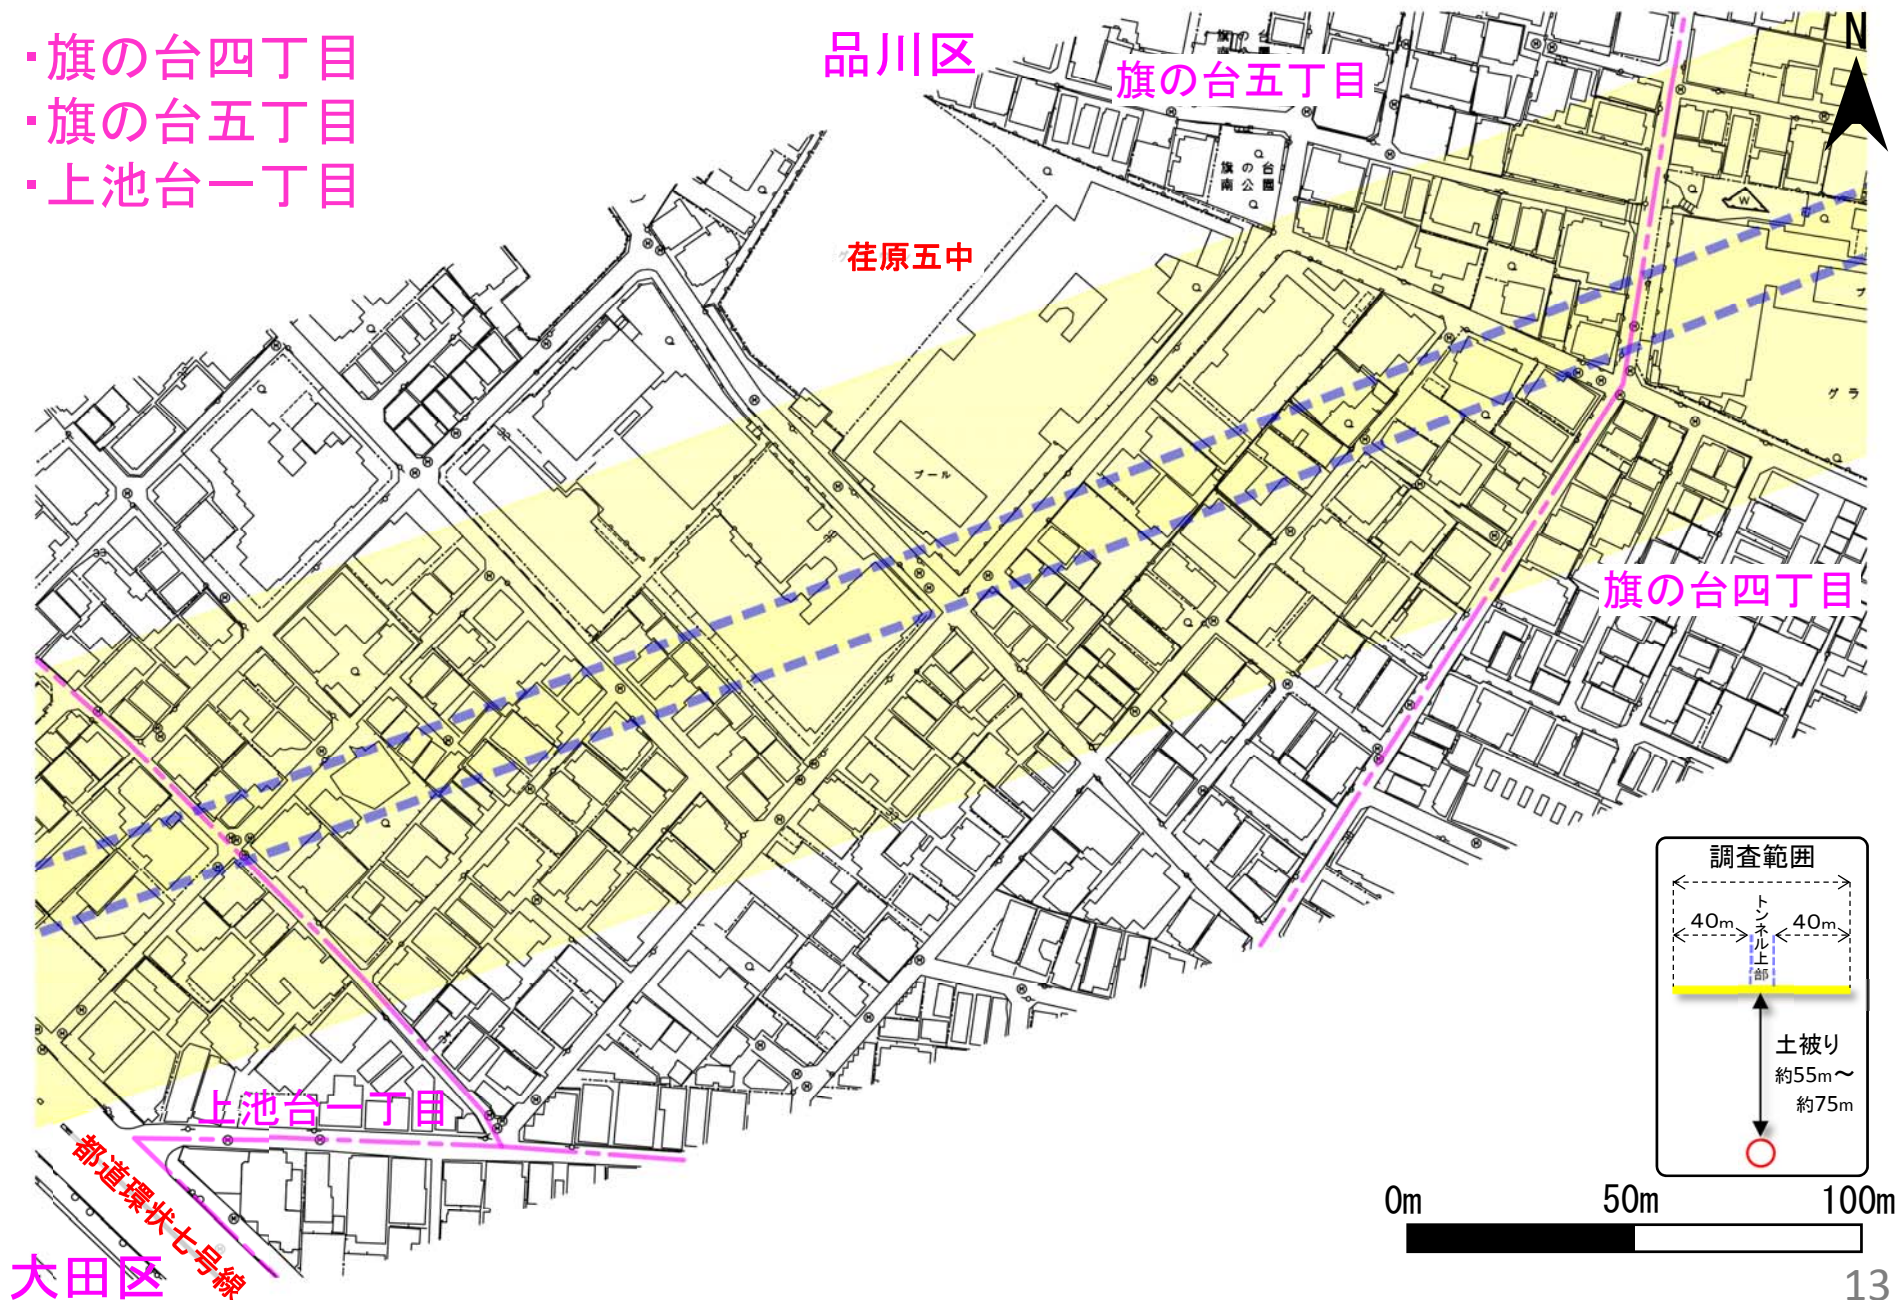 ・旗の台四丁目
・旗の台五丁目
・上池台一丁目
品川区
旗の台五丁目
N
旗の台
南公園
W
荏原五中
プール
プ
グラ
旗の台四丁目
33
33
34
上池台一丁目
都道環状七号線
大田区
調査範囲
40m
トンネル上部
40m
土被り
約55m～
約75m
0m
50m
100m
13